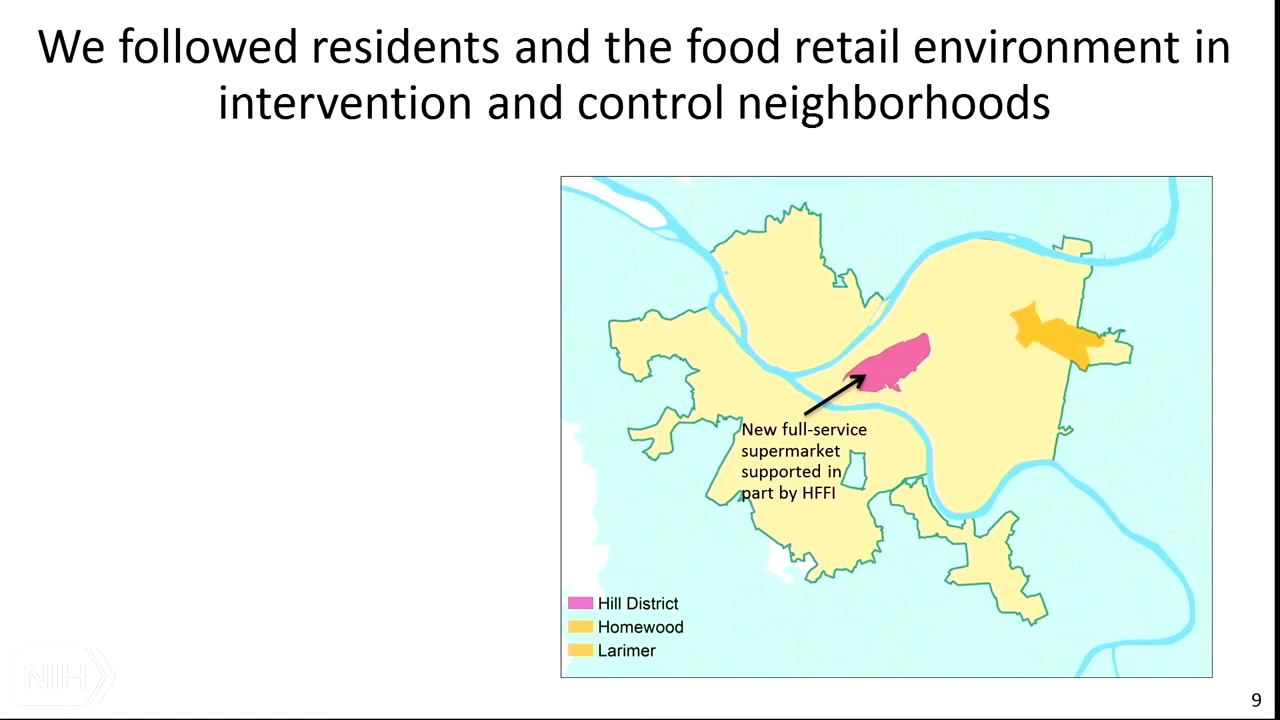 We followed residents and the food retail environment in
intervention and control neighborhoods
New full-service
supermarket
supported in
part by HFFI
Hill District
Homewood
Larimer
NIH
9